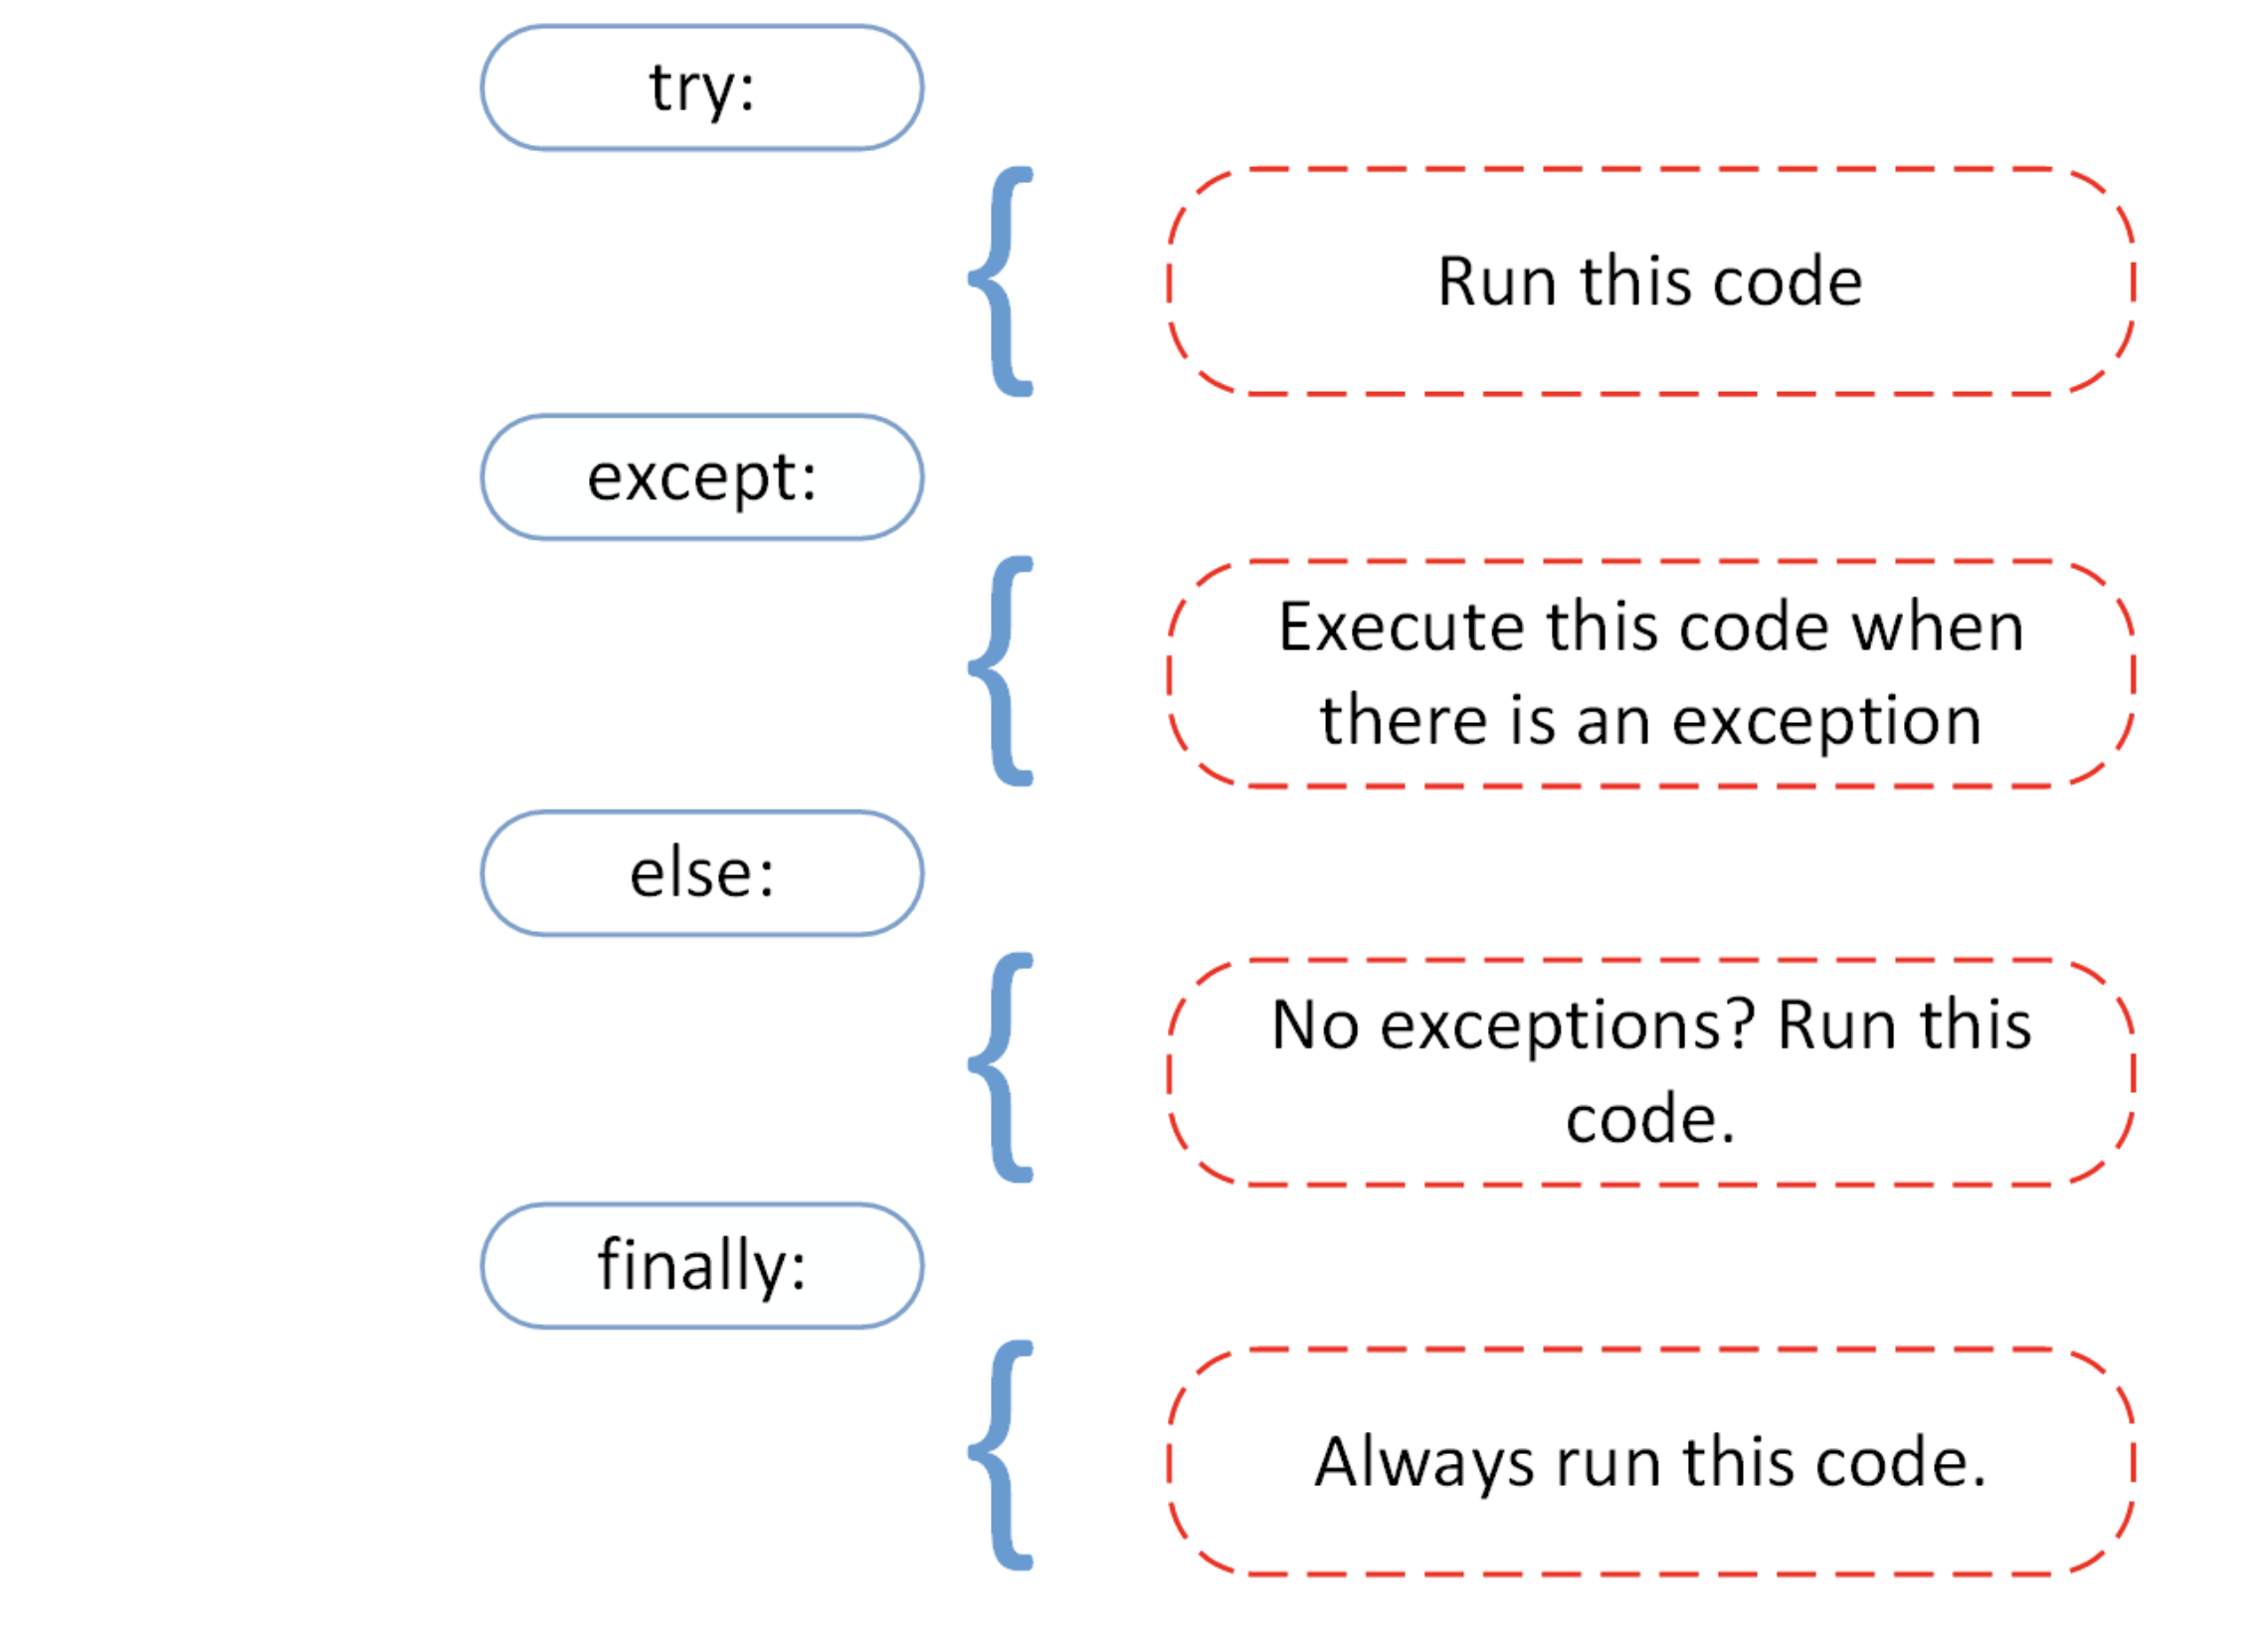 try:
Run this code
except:
Execute this code when
there is an exception
else:
No exceptions? Run this
code.
finally:
Always run this code.